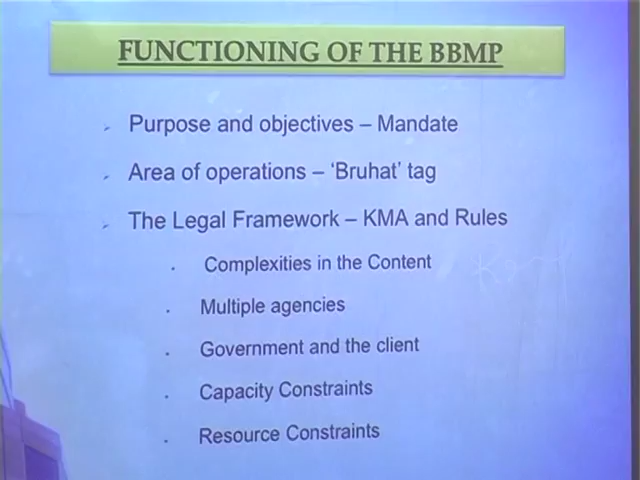 FUNCTIONING OF THE BBMP
Purpose and objectives – Mandate
Area of operations – ‘Bruhat’ tag
The Legal Framework – KMA and Rules
Complexities in the Content
Multiple agencies
Government and the client
Capacity Constraints
Resource Constraints